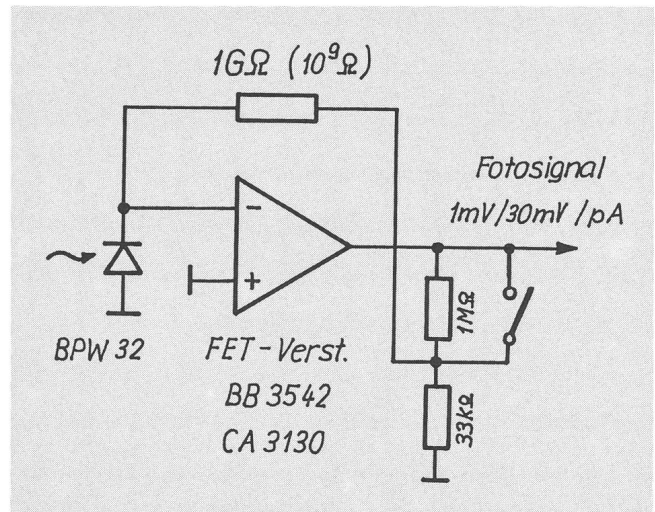 1GΩ (10⁹Ω)
Fotosignal
1mV/30mV/pA
−
+
1MΩ
BPW 32
FET-Verst.
BB 3542
CA 3130
33kΩ